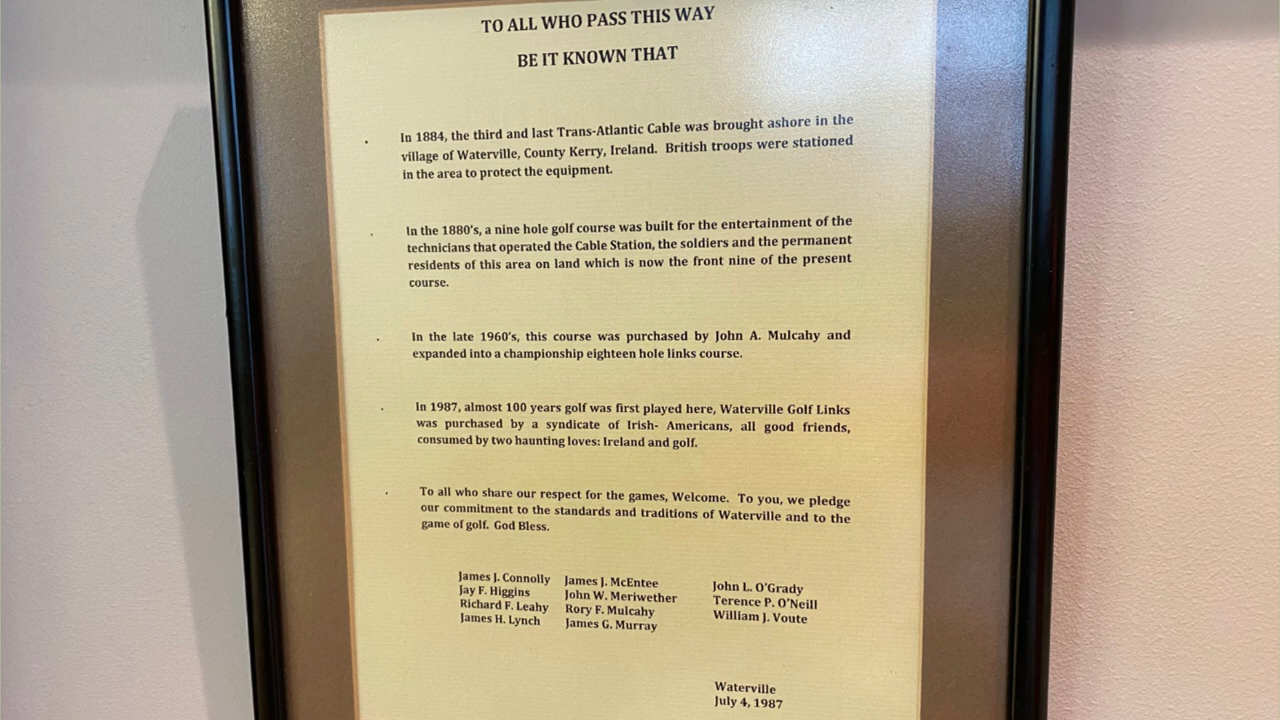 TO ALL WHO PASS THIS WAY
BE IT KNOWN THAT
In 1884, the third and last Trans-Atlantic Cable was brought ashore in the
village of Waterville, County Kerry, Ireland. British troops were stationed
in the area to protect the equipment.
In the 1880's, a nine hole golf course was built for the entertainment of the
technicians that operated the Cable Station, the soldiers and the permanent
residents of this area on land which is now the front nine of the present
course.
In the late 1960's, this course was purchased by John A. Mulcahy and
expanded into a championship eighteen hole links course.
In 1987, almost 100 years golf was first played here, Waterville Golf Links
was purchased by a syndicate of Irish- Americans, all good friends,
consumed by two haunting loves: Ireland and golf.
To all who share our respect for the games, Welcome. To you, we pledge
our commitment to the standards and traditions of Waterville and to the
game of golf. God Bless.
James J. Connolly
Jay F. Higgins
Richard F. Leahy
James H. Lynch
James J. McEntee
John W. Meriwether
Rory F. Mulcahy
James G. Murray
John L. O'Grady
Terence P. O'Neill
William J. Voute
Waterville
July 4, 1987